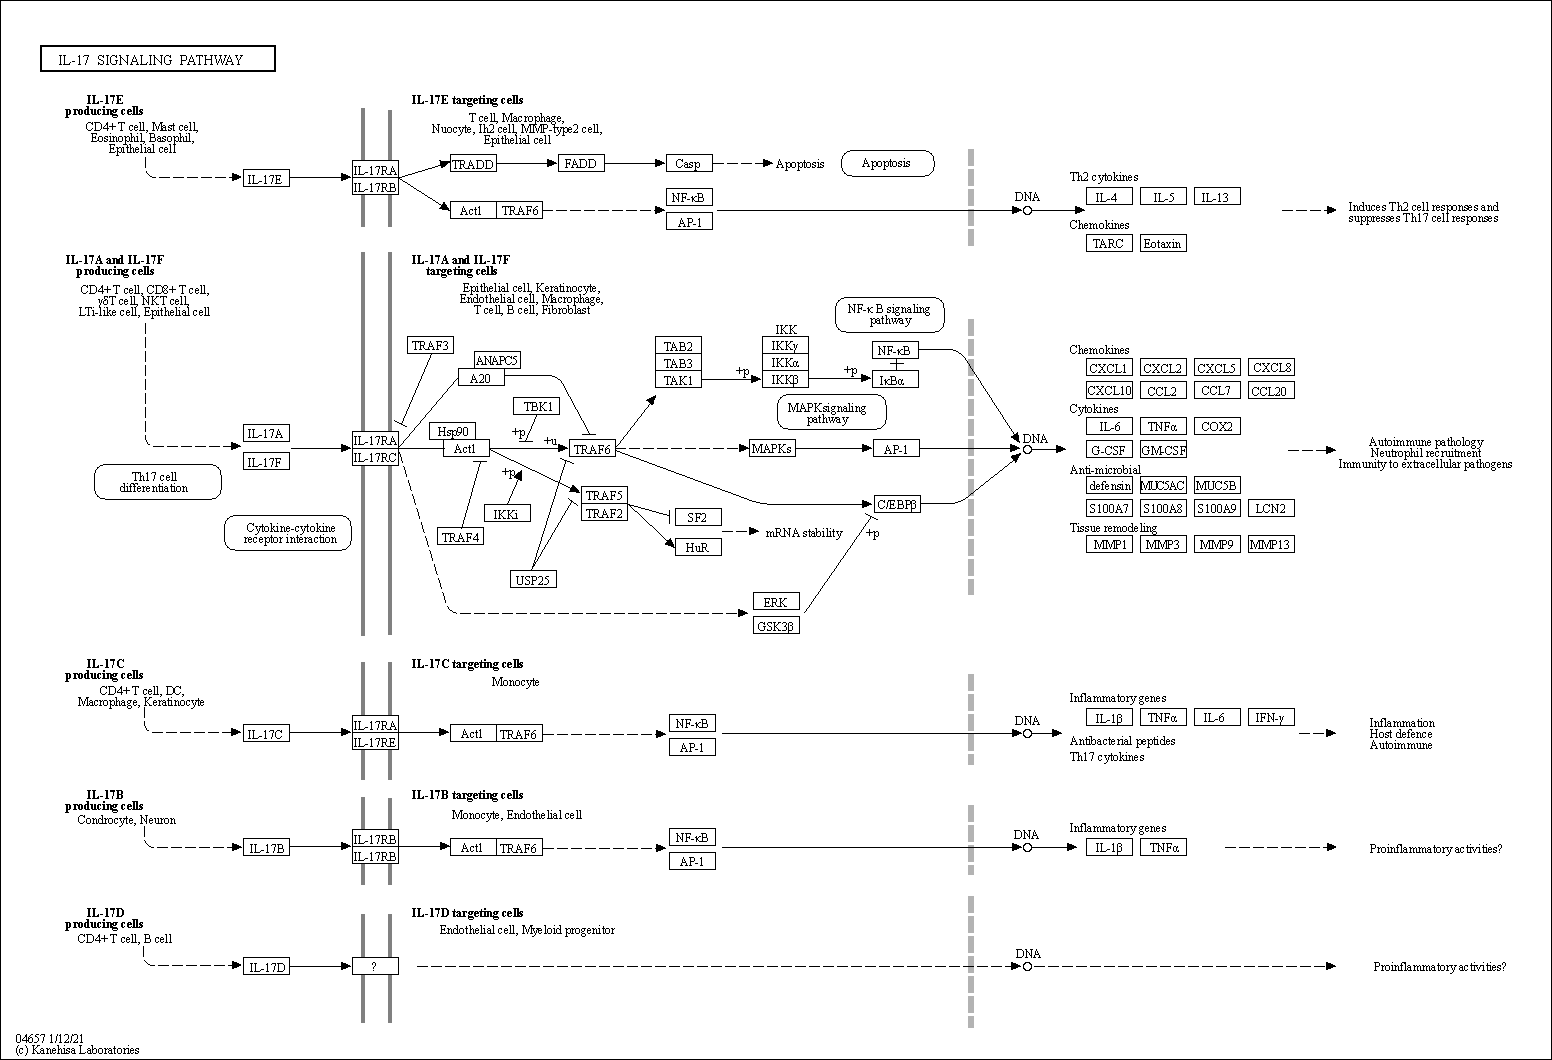 IL-17 SIGNALING PATHWAY
IL-17E
producing cells
CD4+ T cell, Mast cell,
Eosinophil, Basophil,
Epithelial cell
IL-17E
IL-17RA
IL-17RB
IL-17E targeting cells
T cell, Macrophage,
Nuocyte, Ih2 cell, MMP-type2 cell,
Epithelial cell
TRADD
FADD
Casp
Apoptosis
Apoptosis
Act1
TRAF6
NF-κB
AP-1
DNA
Th2 cytokines
IL-4
IL-5
IL-13
Chemokines
TARC
Eotaxin
Induces Th2 cell responses and
suppresses Th17 cell responses
IL-17A and IL-17F
producing cells
CD4+ T cell, CD8+ T cell,
γδT cell, NKT cell,
LTi-like cell, Epithelial cell
IL-17A
IL-17F
Th17 cell
differentiation
Cytokine-cytokine
receptor interaction
IL-17RA
IL-17RC
IL-17A and IL-17F
targeting cells
Epithelial cell, Keratinocyte,
Endothelial cell, Macrophage,
T cell, B cell, Fibroblast
TRAF3
ANAPC5
A20
TBK1
Hsp90
Act1
+p
+u
TRAF6
+p
IKKi
TRAF4
USP25
TRAF5
TRAF2
SF2
HuR
mRNA stability
TAB2
TAB3
TAK1
+p
IKK
IKKγ
IKKα
IKKβ
+p
NF-κB
IκBα
NF-κ B signaling
pathway
MAPKsignaling
pathway
MAPKs
AP-1
C/EBPβ
+p
ERK
GSK3β
DNA
Chemokines
CXCL1
CXCL2
CXCL5
CXCL8
CXCL10
CCL2
CCL7
CCL20
Cytokines
IL-6
TNFα
COX2
G-CSF
GM-CSF
Anti-microbial
defensin
MUC5AC
MUC5B
S100A7
S100A8
S100A9
LCN2
Tissue remodeling
MMP1
MMP3
MMP9
MMP13
Autoimmune pathology
Neutrophil recruitment
Immunity to extracellular pathogens
IL-17C
producing cells
CD4+ T cell, DC,
Macrophage, Keratinocyte
IL-17C
IL-17RA
IL-17RE
IL-17C targeting cells
Monocyte
Act1
TRAF6
NF-κB
AP-1
DNA
Inflammatory genes
IL-1β
TNFα
IL-6
IFN-γ
Antibacterial peptides
Th17 cytokines
Inflammation
Host defence
Autoimmune
IL-17B
producing cells
Condrocyte, Neuron
IL-17B
IL-17RB
IL-17RB
IL-17B targeting cells
Monocyte, Endothelial cell
Act1
TRAF6
NF-κB
AP-1
DNA
Inflammatory genes
IL-1β
TNFα
Proinflammatory activities?
IL-17D
producing cells
CD4+ T cell, B cell
IL-17D
?
IL-17D targeting cells
Endothelial cell, Myeloid progenitor
DNA
Proinflammatory activities?
04657 1/12/21
(c) Kanehisa Laboratories